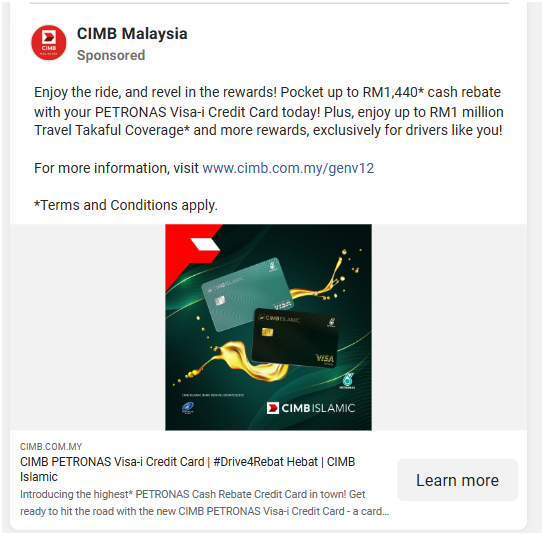 CIMB Malaysia
Sponsored
Enjoy the ride, and revel in the rewards! Pocket up to RM1,440* cash rebate
with your PETRONAS Visa-i Credit Card today! Plus, enjoy up to RM1 million
Travel Takaful Coverage* and more rewards, exclusively for drivers like you!
For more information, visit www.cimb.com.my/genv12
*Terms and Conditions apply.
CIMB ISLAMIC
CIMB ISLAMIC
VISA
PETRONAS
CIMB ISLAMIC
CIMB.COM.MY
CIMB PETRONAS Visa-i Credit Card | #Drive4Rebat Hebat | CIMB
Islamic
Introducing the highest* PETRONAS Cash Rebate Credit Card in town! Get
ready to hit the road with the new CIMB PETRONAS Visa-i Credit Card - a card...
Learn more